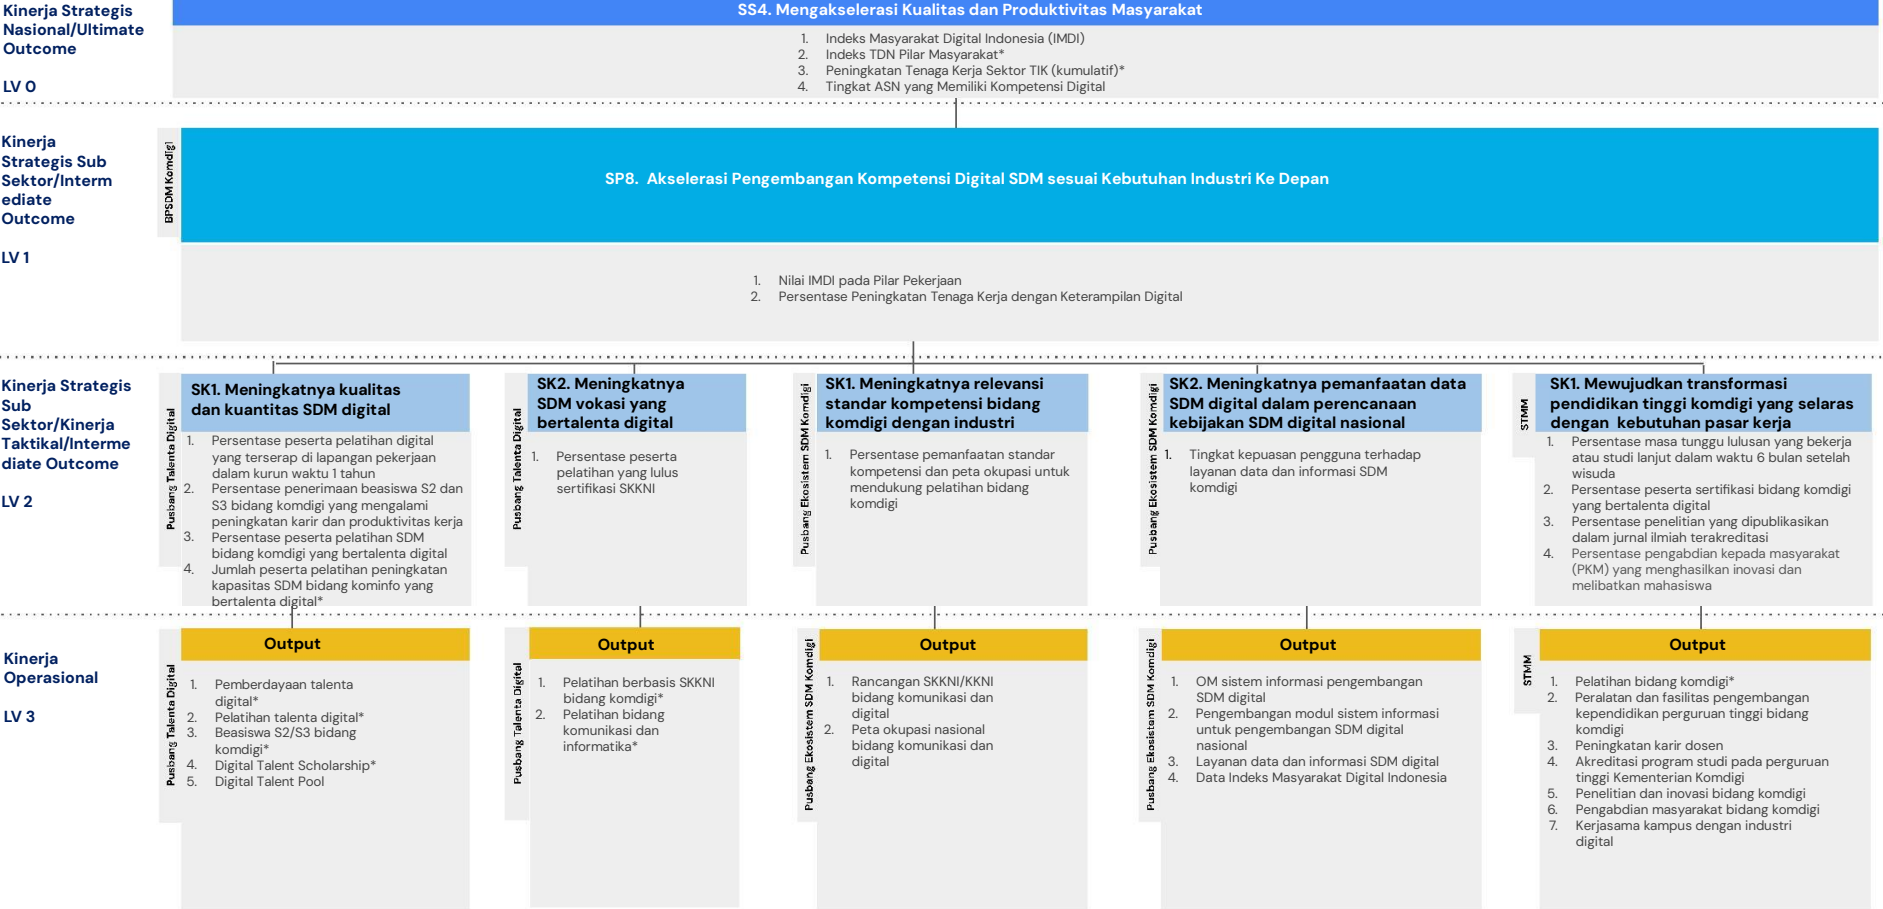 Kinerja Strategis
Nasional/Ultimate
Outcome
LV 0
SS4. Mengakselerasi Kualitas dan Produktivitas Masyarakat
1. Indeks Masyarakat Digital Indonesia (IMDI)
2. Indeks TDN Pilar Masyarakat*
3. Peningkatan Tenaga Kerja Sektor TIK (kumulatif)*
4. Tingkat ASN yang Memiliki Kompetensi Digital
Kinerja
Strategis Sub
Sektor/Interm
ediate
Outcome
LV 1
BPSDM Komdigi
SP8. Akselerasi Pengembangan Kompetensi Digital SDM sesuai Kebutuhan Industri Ke Depan
1. Nilai IMDI pada Pilar Pekerjaan
2. Persentase Peningkatan Tenaga Kerja dengan Keterampilan Digital
Kinerja Strategis
Sub
Sektor/Kinerja
Taktikal/Interme
diate Outcome
LV 2
Pusbang Talenta Digital
SK1. Meningkatnya kualitas
dan kuantitas SDM digital
1. Persentase peserta pelatihan digital
yang terserap di lapangan pekerjaan
dalam kurun waktu 1 tahun
2. Persentase penerimaan beasiswa S2 dan
S3 bidang komdigi yang mengalami
peningkatan karir dan produktivitas kerja
3. Persentase peserta pelatihan SDM
bidang komdigi yang bertalenta digital
4. Jumlah peserta pelatihan peningkatan
kapasitas SDM bidang kominfo yang
bertalenta digital*
Pusbang Talenta Digital
SK2. Meningkatnya
SDM vokasi yang
bertalenta digital
1. Persentase peserta
pelatihan yang lulus
sertifikasi SKKNI
Pusbang Ekosistem SDM Komdigi
SK1. Meningkatnya relevansi
standar kompetensi bidang
komdigi dengan industri
1. Persentase pemanfaatan standar
kompetensi dan peta okupasi untuk
mendukung pelatihan bidang
komdigi
Pusbang Ekosistem SDM Komdigi
SK2. Meningkatnya pemanfaatan data
SDM digital dalam perencanaan
kebijakan SDM digital nasional
1. Tingkat kepuasan pengguna terhadap
layanan data dan informasi SDM
komdigi
STMM
SK1. Mewujudkan transformasi
pendidikan tinggi komdigi yang selaras
dengan kebutuhan pasar kerja
1. Persentase masa tunggu lulusan yang bekerja
atau studi lanjut dalam waktu 6 bulan setelah
wisuda
2. Persentase peserta sertifikasi bidang komdigi
yang bertalenta digital
3. Persentase penelitian yang dipublikasikan
dalam jurnal ilmiah terakreditasi
4. Persentase pengabdian kepada masyarakat
(PKM) yang menghasilkan inovasi dan
melibatkan mahasiswa
Kinerja
Operasional
LV 3
Pusbang Talenta Digital
Output
1. Pemberdayaan talenta
digital*
2. Pelatihan talenta digital*
3. Beasiswa S2/S3 bidang
komdigi*
4. Digital Talent Scholarship*
5. Digital Talent Pool
Pusbang Talenta Digital
Output
1. Pelatihan berbasis SKKNI
bidang komdigi*
2. Pelatihan bidang
komunikasi dan
informatika*
Pusbang Ekosistem SDM Komdigi
Output
1. Rancangan SKKNI/KKNI
bidang komunikasi dan
digital
2. Peta okupasi nasional
bidang komunikasi dan
digital
Pusbang Ekosistem SDM Komdigi
Output
1. OM sistem informasi pengembangan
SDM digital
2. Pengembangan modul sistem informasi
untuk pengembangan SDM digital
nasional
3. Layanan data dan informasi SDM digital
4. Data Indeks Masyarakat Digital Indonesia
STMM
Output
1. Pelatihan bidang komdigi*
2. Peralatan dan fasilitas pengembangan
kependidikan perguruan tinggi bidang
komdigi
3. Peningkatan karir dosen
4. Akreditasi program studi pada perguruan
tinggi Kementerian Komdigi
5. Penelitian dan inovasi bidang komdigi
6. Pengabdian masyarakat bidang komdigi
7. Kerjasama kampus dengan industri
digital